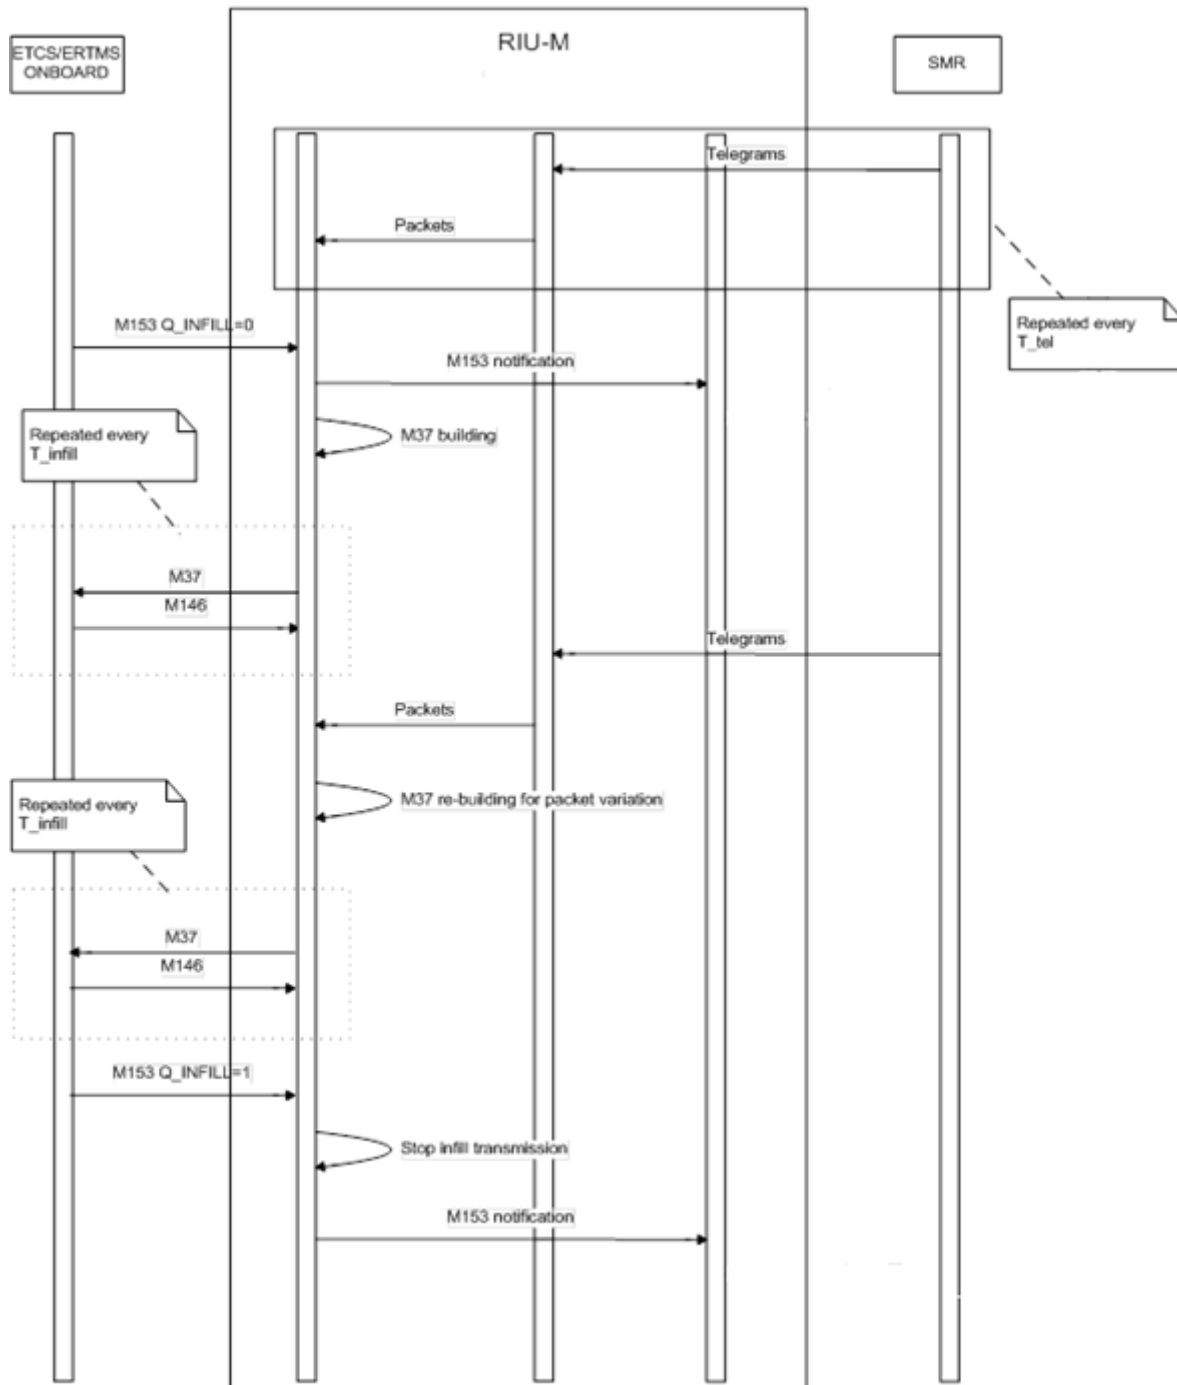 RIU-M
ETCS/ERTMS
ONBOARD
SMR
Telegrams
Packets
M153 Q_INFILL=0
Repeated every
T_tel
M153 notification
Repeated every
T_infill
M37 building
M37
M146
Telegrams
Packets
Repeated every
T_infill
M37 re-building for packet variation
M37
M146
M153 Q_INFILL=1
Stop infill transmission
M153 notification